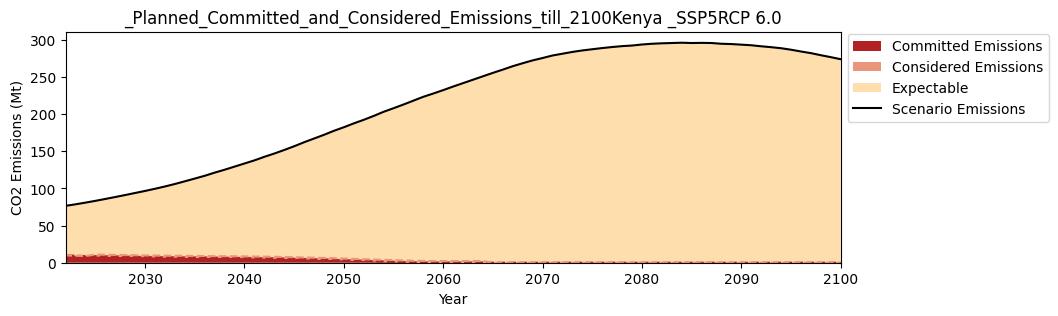 _Planned_Committed_and_Considered_Emissions_till_2100Kenya _SSP5RCP 6.0
300
250
200
150
100
50
0
CO2 Emissions (Mt)
2030 2040 2050 2060 2070 2080 2090 2100
Year
Committed Emissions
Considered Emissions
Expectable
Scenario Emissions